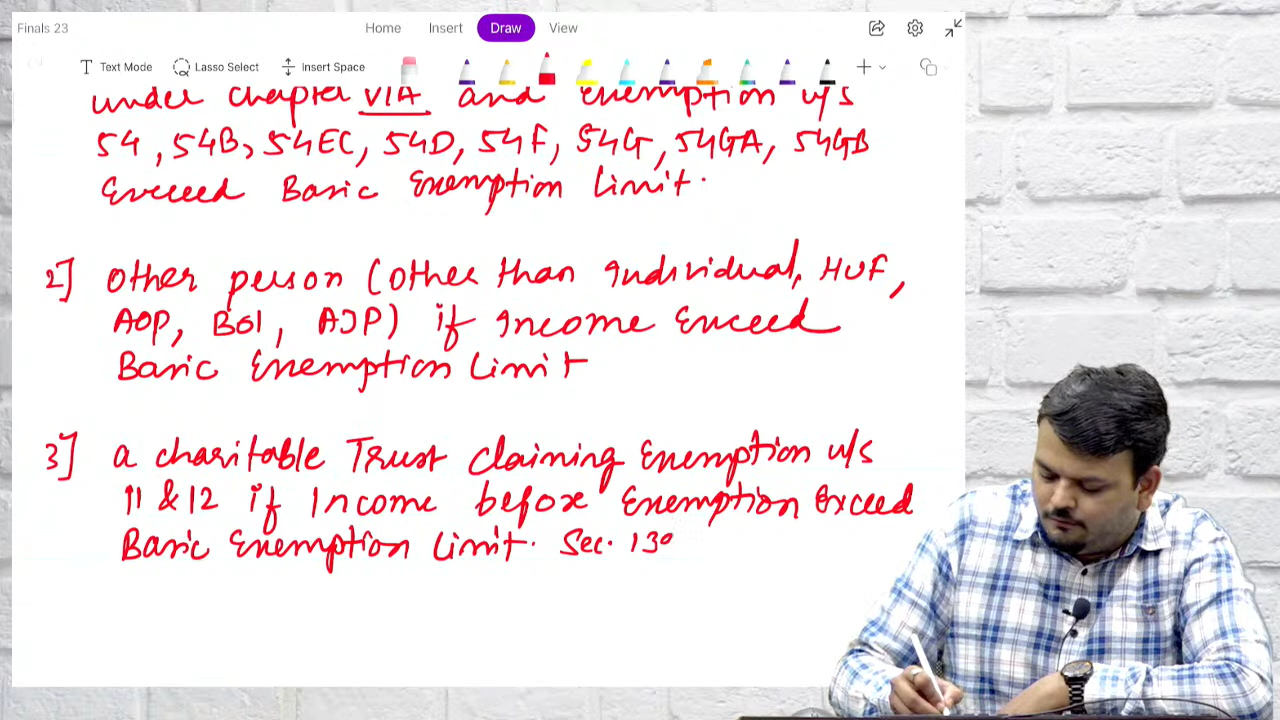 Finals 23
Home Insert Draw View
Text Mode Lasso Select Insert Space
under chapter VIA and exemption u/s
54, 54B, 54EC, 54D, 54F, 54G, 54GA, 54GB
Exceed Basic Exemption Limit.
2] Other person (other than individual, HUF,
AOP, BOI, AJP) if Income Exceed
Basic Exemption Limit
3] a charitable Trust claiming Exemption u/s
11 & 12 if Income before Exemption Exceed
Basic Exemption Limit. Sec. 139